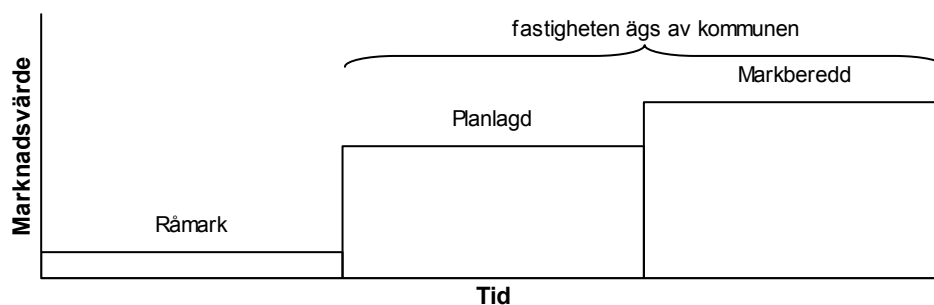 fastigheten ägs av kommunen
Markberedd
Planlagd
Råmark
Marknadsvärde
Tid